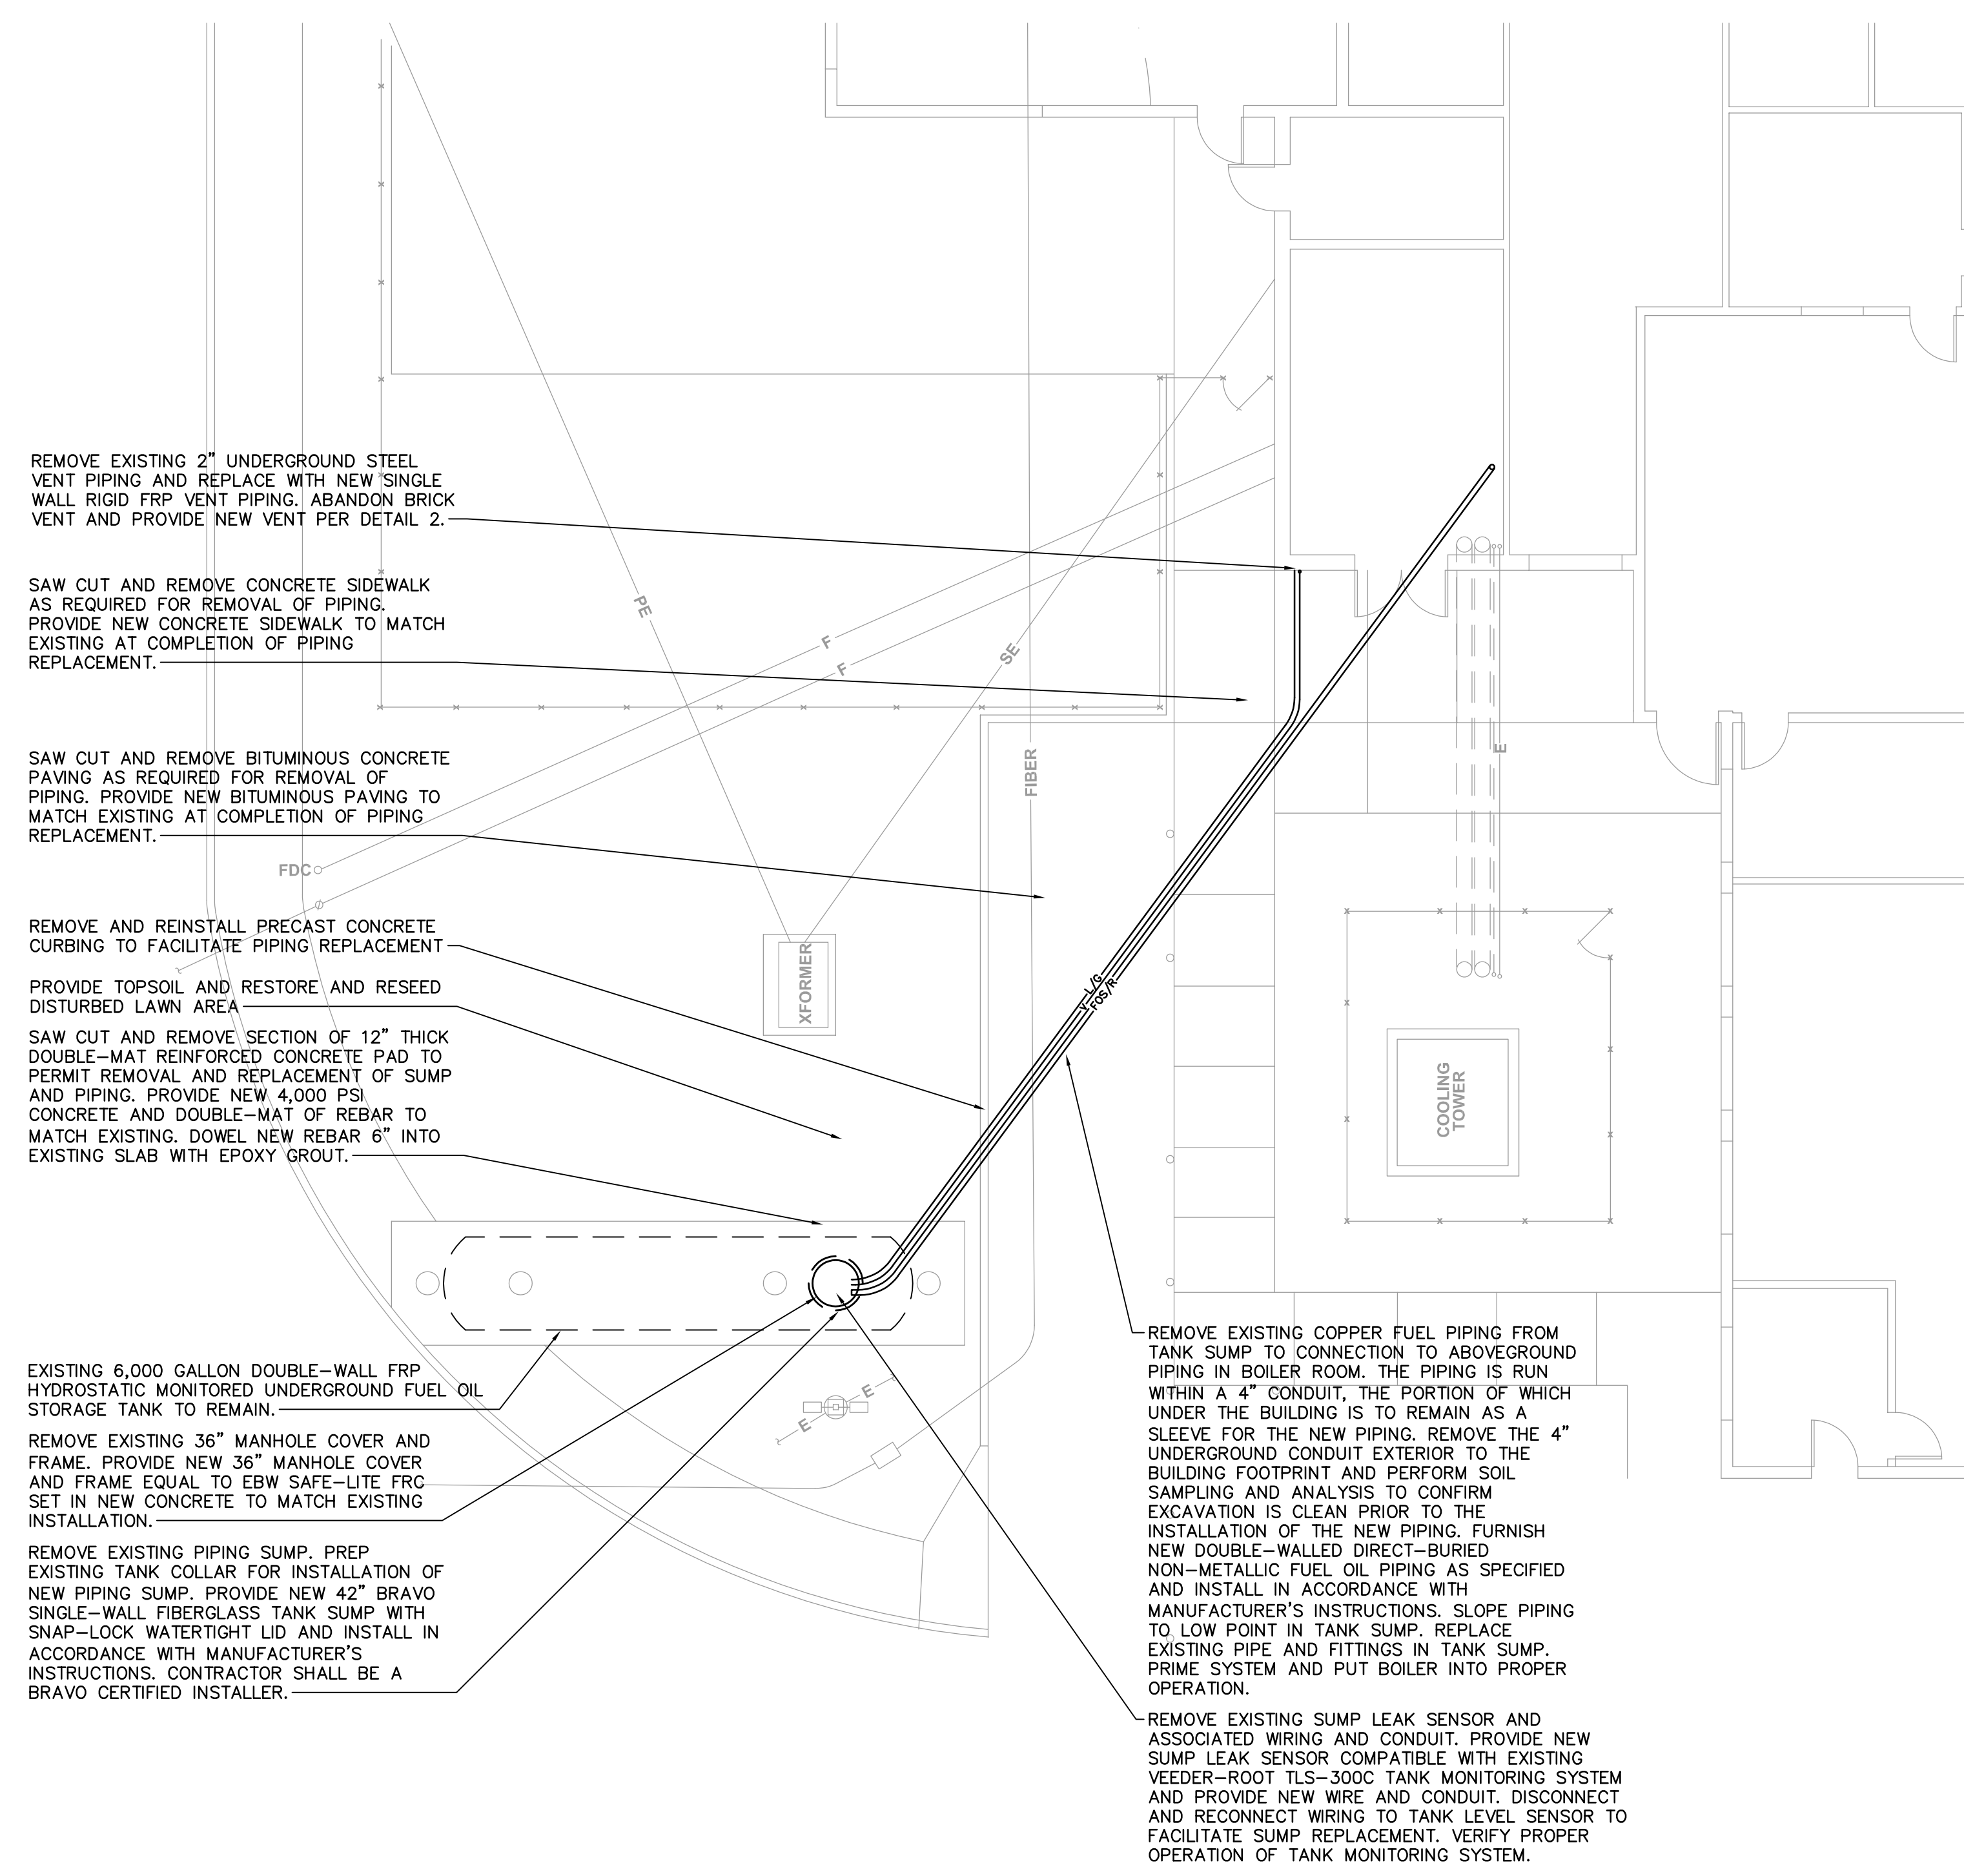 REMOVE EXISTING 2” UNDERGROUND STEEL
VENT PIPING AND REPLACE WITH NEW SINGLE
WALL RIGID FRP VENT PIPING. ABANDON BRICK
VENT AND PROVIDE NEW VENT PER DETAIL 2.
SAW CUT AND REMOVE CONCRETE SIDEWALK
AS REQUIRED FOR REMOVAL OF PIPING.
PROVIDE NEW CONCRETE SIDEWALK TO MATCH
EXISTING AT COMPLETION OF PIPING
REPLACEMENT.
SAW CUT AND REMOVE BITUMINOUS CONCRETE
PAVING AS REQUIRED FOR REMOVAL OF
PIPING. PROVIDE NEW BITUMINOUS PAVING TO
MATCH EXISTING AT COMPLETION OF PIPING
REPLACEMENT.
REMOVE AND REINSTALL PRECAST CONCRETE
CURBING TO FACILITATE PIPING REPLACEMENT
PROVIDE TOPSOIL AND RESTORE AND RESEED
DISTURBED LAWN AREA
SAW CUT AND REMOVE SECTION OF 12” THICK
DOUBLE-MAT REINFORCED CONCRETE PAD TO
PERMIT REMOVAL AND REPLACEMENT OF SUMP
AND PIPING. PROVIDE NEW 4,000 PSI
CONCRETE AND DOUBLE-MAT OF REBAR TO
MATCH EXISTING. DOWEL NEW REBAR 6” INTO
EXISTING SLAB WITH EPOXY GROUT.
EXISTING 6,000 GALLON DOUBLE-WALL FRP
HYDROSTATIC MONITORED UNDERGROUND FUEL OIL
STORAGE TANK TO REMAIN.
REMOVE EXISTING 36” MANHOLE COVER AND
FRAME. PROVIDE NEW 36” MANHOLE COVER
AND FRAME EQUAL TO EBW SAFE-LITE FRC
SET IN NEW CONCRETE TO MATCH EXISTING
INSTALLATION.
REMOVE EXISTING PIPING SUMP. PREP
EXISTING TANK COLLAR FOR INSTALLATION OF
NEW PIPING SUMP. PROVIDE NEW 42” BRAVO
SINGLE-WALL FIBERGLASS TANK SUMP WITH
SNAP-LOCK WATERTIGHT LID AND INSTALL IN
ACCORDANCE WITH MANUFACTURER'S
INSTRUCTIONS. CONTRACTOR SHALL BE A
BRAVO CERTIFIED INSTALLER.
PE
F
F
SE
FIBER
E
FDC
XFORMER
V
L/G
FOS/R
COOLING
TOWER
E
E
REMOVE EXISTING COPPER FUEL PIPING FROM
TANK SUMP TO CONNECTION TO ABOVEGROUND
PIPING IN BOILER ROOM. THE PIPING IS RUN
WITHIN A 4” CONDUIT, THE PORTION OF WHICH
UNDER THE BUILDING IS TO REMAIN AS A
SLEEVE FOR THE NEW PIPING. REMOVE THE 4”
UNDERGROUND CONDUIT EXTERIOR TO THE
BUILDING FOOTPRINT AND PERFORM SOIL
SAMPLING AND ANALYSIS TO CONFIRM
EXCAVATION IS CLEAN PRIOR TO THE
INSTALLATION OF THE NEW PIPING. FURNISH
NEW DOUBLE-WALLED DIRECT-BURIED
NON-METALLIC FUEL OIL PIPING AS SPECIFIED
AND INSTALL IN ACCORDANCE WITH
MANUFACTURER'S INSTRUCTIONS. SLOPE PIPING
TO LOW POINT IN TANK SUMP. REPLACE
EXISTING PIPE AND FITTINGS IN TANK SUMP.
PRIME SYSTEM AND PUT BOILER INTO PROPER
OPERATION.
REMOVE EXISTING SUMP LEAK SENSOR AND
ASSOCIATED WIRING AND CONDUIT. PROVIDE NEW
SUMP LEAK SENSOR COMPATIBLE WITH EXISTING
VEEDER-ROOT TLS-300C TANK MONITORING SYSTEM
AND PROVIDE NEW WIRE AND CONDUIT. DISCONNECT
AND RECONNECT WIRING TO TANK LEVEL SENSOR TO
FACILITATE SUMP REPLACEMENT. VERIFY PROPER
OPERATION OF TANK MONITORING SYSTEM.